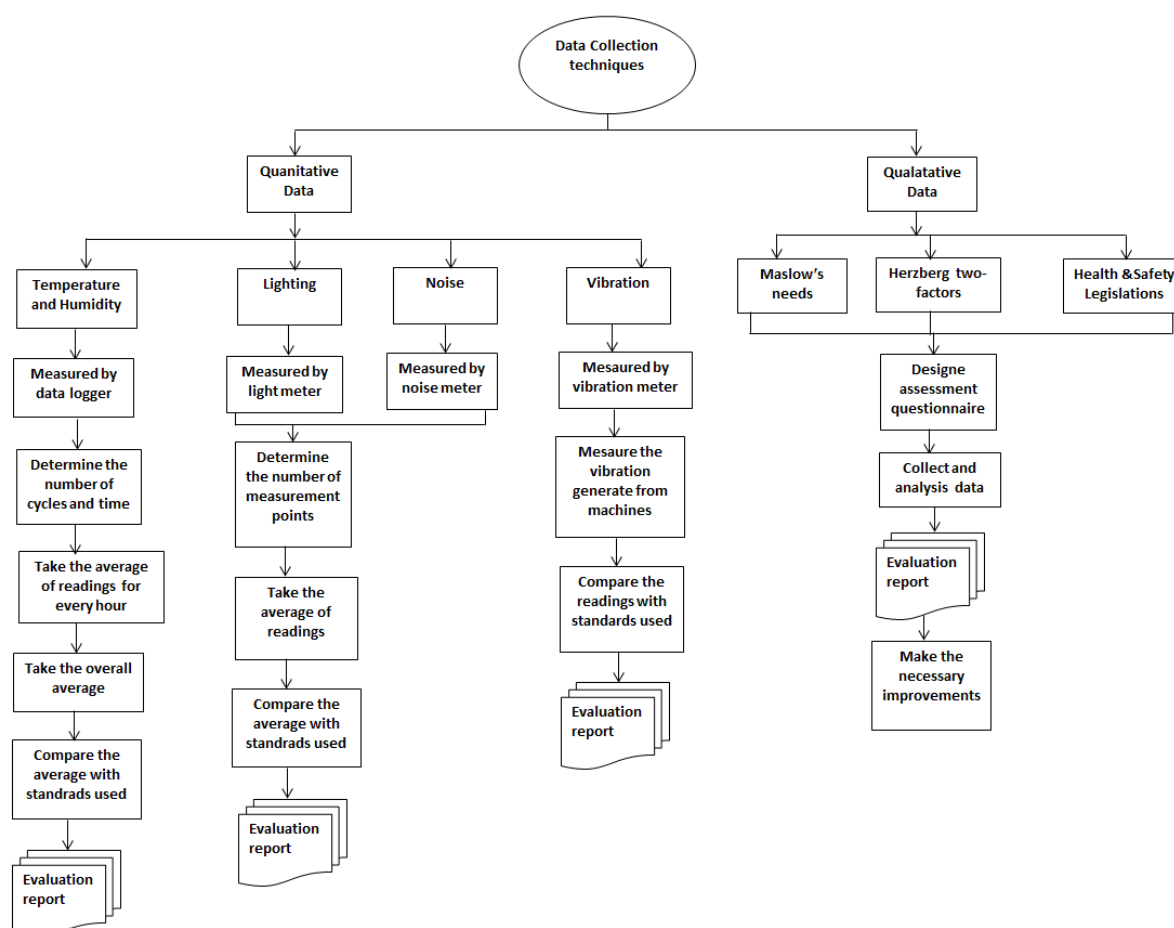 Data Collection
techniques
Quanitative
Data
Qualatative
Data
Temperature
and Humidity
Lighting
Noise
Vibration
Maslow's
needs
Herzberg two-
factors
Health &Safety
Legislations
Measured by
data logger
Measured by
light meter
Measured by
noise meter
Mesaured by
vibration meter
Designe
assessment
questionnaire
Determine the
number of
cycles and time
Determine
the number of
measurement
points
Mesaure the
vibration
generate from
machines
Collect and
analysis data
Take the average
of readings for
every hour
Take the
average of
readings
Compare the
readings with
standards used
Evaluation
report
Take the overall
average
Compare the
average with
standrads used
Evaluation
report
Make the
necessary
improvements
Compare the
average with
standrads used
Evaluation
report
Evaluation
report